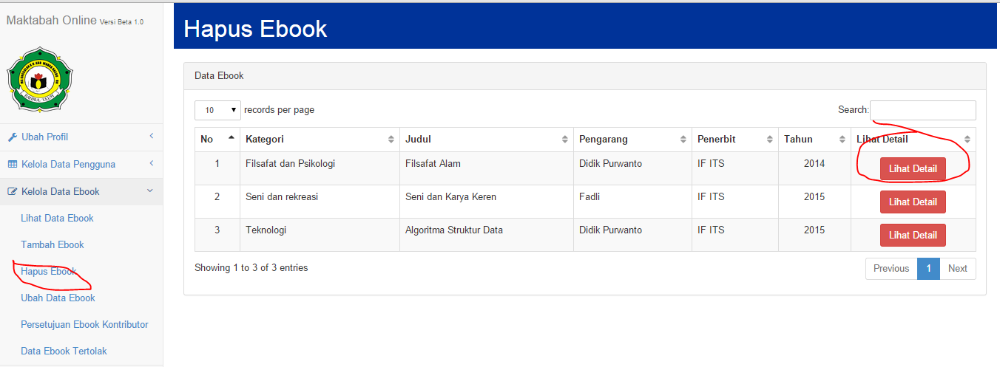 Maktabah Online Versi Beta 1.0
BAHRUL 'ULUM
Ubah Profil
Kelola Data Pengguna
Kelola Data Ebook
Lihat Data Ebook
Tambah Ebook
Hapus Ebook
Ubah Data Ebook
Persetujuan Ebook Kontributor
Data Ebook Tertolak
Hapus Ebook
Data Ebook
10 records per page
Search:
No Kategori Judul Pengarang Penerbit Tahun Lihat Detail
1 Filsafat dan Psikologi Filsafat Alam Didik Purwanto IF ITS 2014 Lihat Detail
2 Seni dan rekreasi Seni dan Karya Keren Fadli IF ITS 2015 Lihat Detail
3 Teknologi Algoritma Struktur Data Didik Purwanto IF ITS 2015 Lihat Detail
Showing 1 to 3 of 3 entries
Previous 1 Next